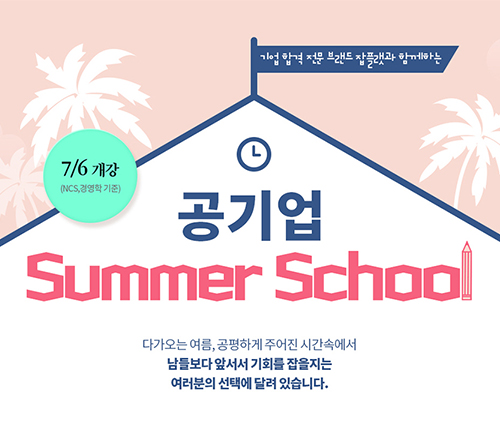 기업 합격 전문 브랜드 잡플랫과 함께하는
7/6 개강
(NCS,경영학 기준)
공기업
Summer School
다가오는 여름, 공평하게 주어진 시간속에서
남들보다 앞서서 기회를 잡을지는
여러분의 선택에 달려 있습니다.